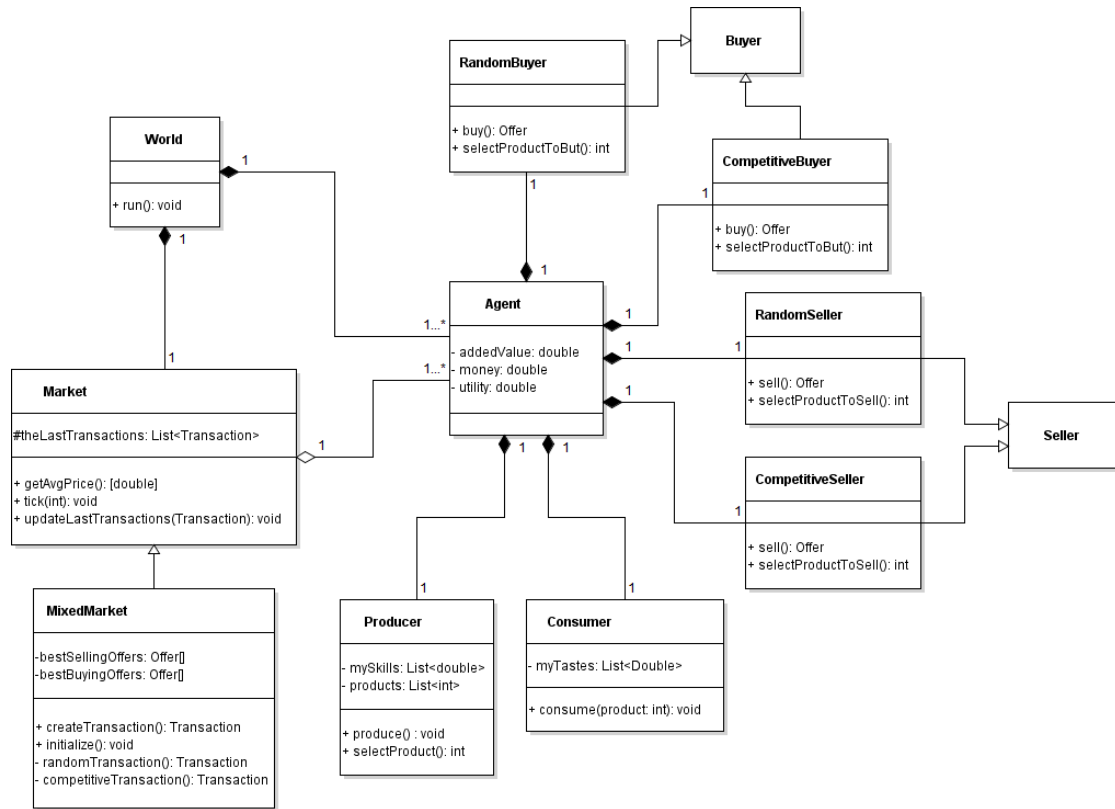 Buyer
RandomBuyer
+ buy(): Offer
+ selectProductToBut(): int
World
+ run(): void
CompetitiveBuyer
+ buy(): Offer
+ selectProductToBut(): int
1
1
1
1
1
1
Agent
- addedValue: double
- money: double
- utility: double
1
1
1
1...*
1...*
RandomSeller
+ sell(): Offer
+ selectProductToSell(): int
1
1
Market
#theLastTransactions: List<Transaction>
+ getAvgPrice(): [double]
+ tick(int): void
+ updateLastTransactions(Transaction): void
1
1
1
1
Seller
CompetitiveSeller
+ sell(): Offer
+ selectProductToSell(): int
1
MixedMarket
-bestSellingOffers: Offer[]
-bestBuyingOffers: Offer[]
+ createTransaction(): Transaction
+ initialize(): void
- randomTransaction(): Transaction
- competitiveTransaction(): Transaction
1
Producer
- mySkills: List<double>
- products: List<int>
+ produce() : void
+ selectProduct(): int
1
Consumer
- myTastes: List<Double>
+ consume(product: int): void